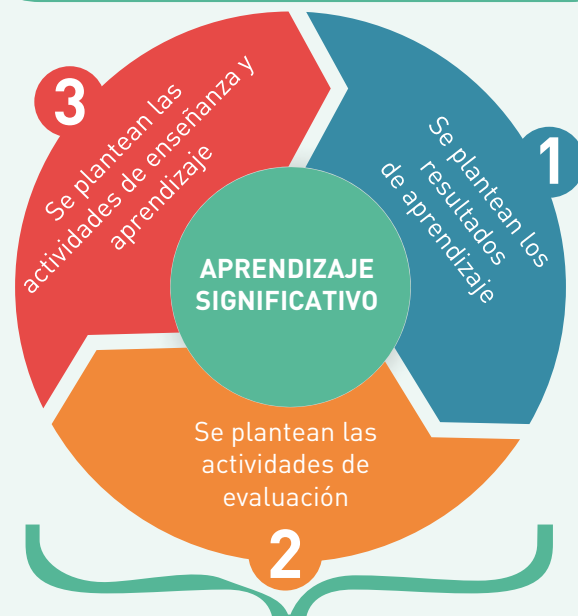 1
Se plantean los
resultados
de aprendizaje
Se plantean las
actividades de
evaluación
2
3
Se plantean las
actividades de enseñanza y
aprendizaje
APRENDIZAJE
SIGNIFICATIVO